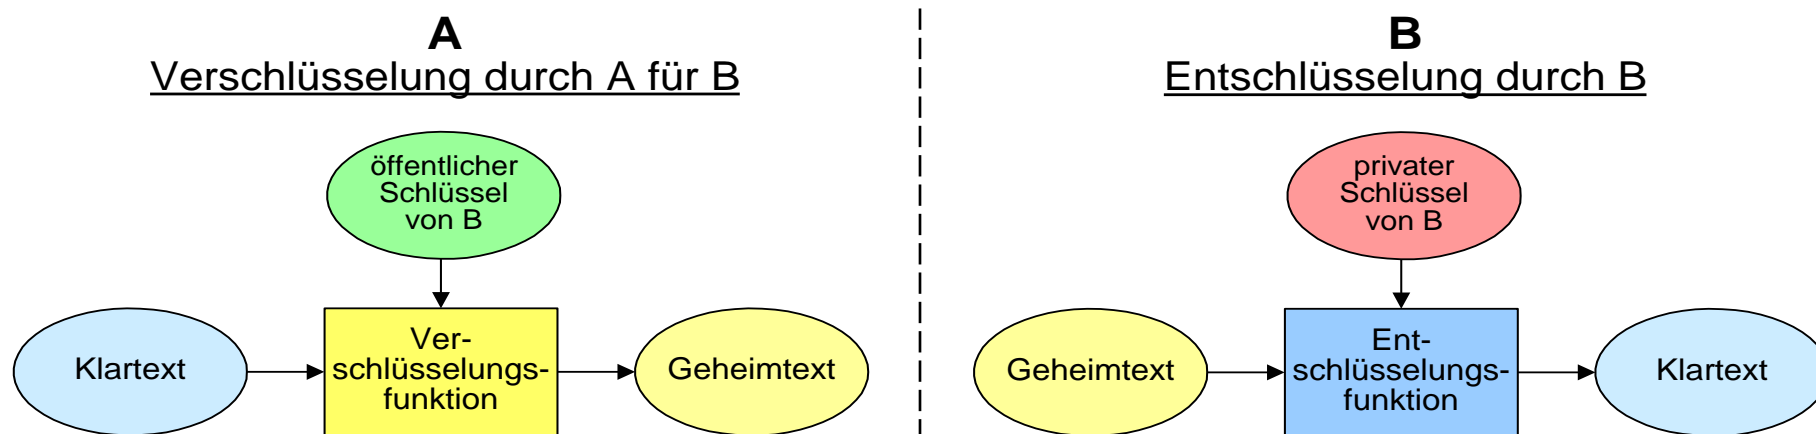 A
Verschlüsselung durch A für B
öffentlicher
Schlüssel
von B
Klartext
Ver-
schlüsselungs-
funktion
Geheimtext
B
Entschlüsselung durch B
privater
Schlüssel
von B
Geheimtext
Ent-
schlüsselungs-
funktion
Klartext